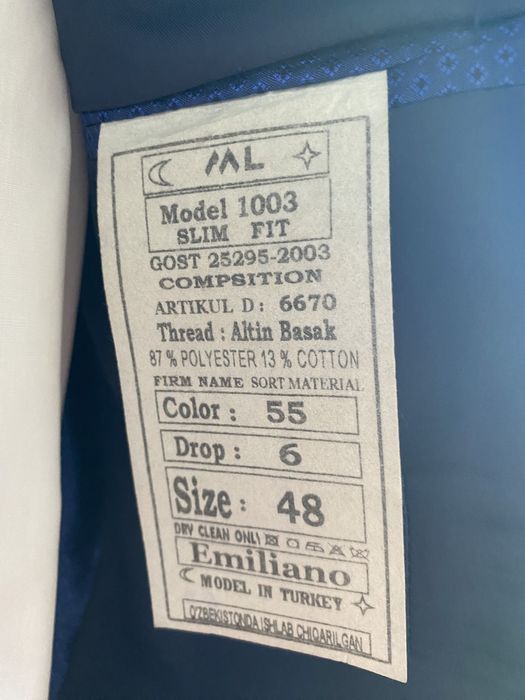 ML
Model 1003
SLIM FIT
GOST 25295-2003
COMPSITION
ARTIKUL D: 6670
Thread : Altin Basak
87 % POLYESTER 13 % COTTON
FIRM NAME SORT MATERIAL
Color : 55
Drop : 6
Size : 48
DRY CLEAN ONLY
Emiliano
MODEL IN TURKEY
O'ZBEKISTONDA ISHLAB CHIQARILGAN